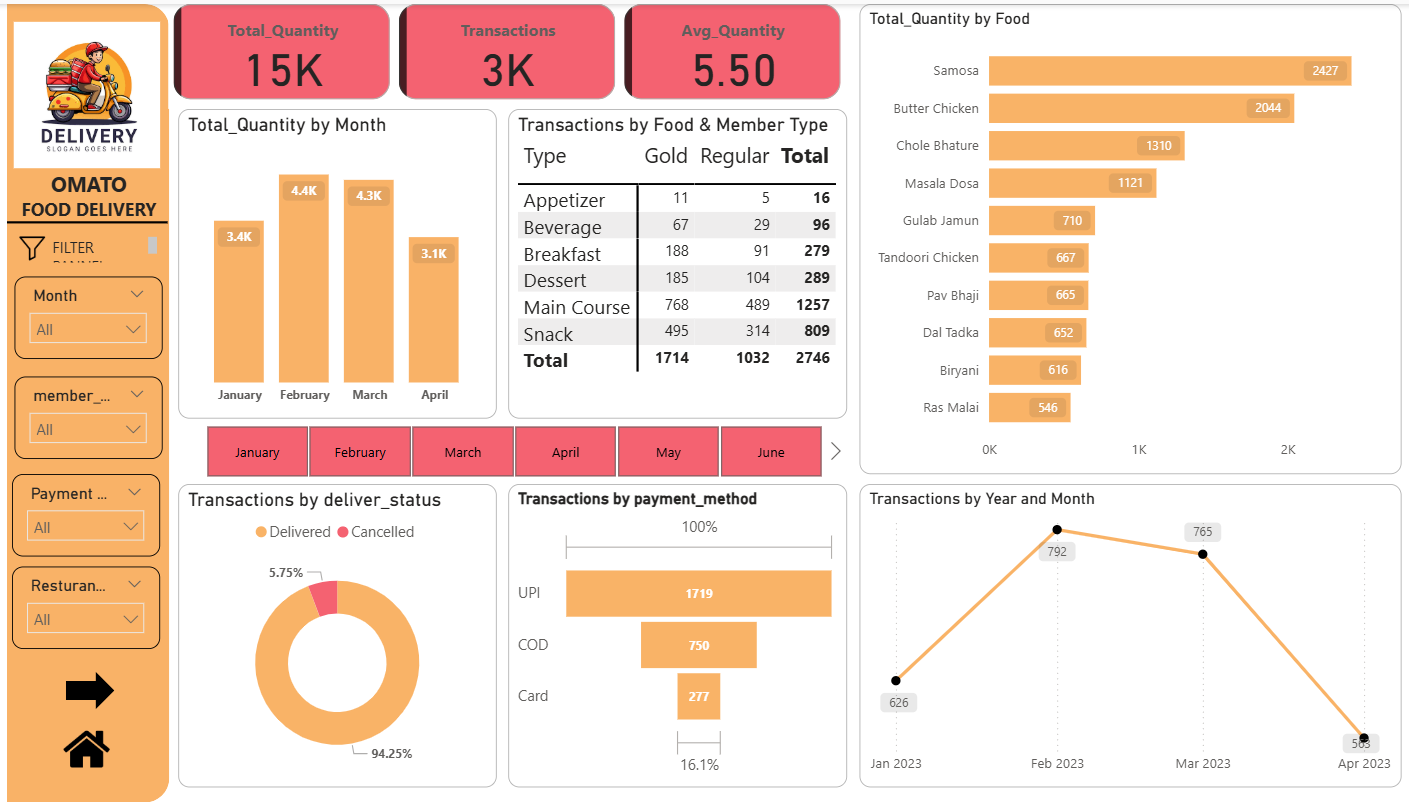 DELIVERY
SLOGAN GOES HERE
OMATO
FOOD DELIVERY
FILTER
Month
All
member_...
All
Payment ...
All
Resturan...
All
Total_Quantity
15K
Transactions
3K
Avg_Quantity
5.50
Total_Quantity by Month
3.4K
4.4K
4.3K
3.1K
January February March April
Transactions by Food & Member Type
Type Gold Regular Total
Appetizer 11 5 16
Beverage 67 29 96
Breakfast 188 91 279
Dessert 185 104 289
Main Course 768 489 1257
Snack 495 314 809
Total 1714 1032 2746
Total_Quantity by Food
Samosa 2427
Butter Chicken 2044
Chole Bhature 1310
Masala Dosa 1121
Gulab Jamun 710
Tandoori Chicken 667
Pav Bhaji 665
Dal Tadka 652
Biryani 616
Ras Malai 546
0K 1K 2K
January February March April May June
Transactions by deliver_status
Delivered Cancelled
5.75%
94.25%
Transactions by payment_method
100%
UPI 1719
COD 750
Card 277
16.1%
Transactions by Year and Month
626
792
765
563
Jan 2023 Feb 2023 Mar 2023 Apr 2023